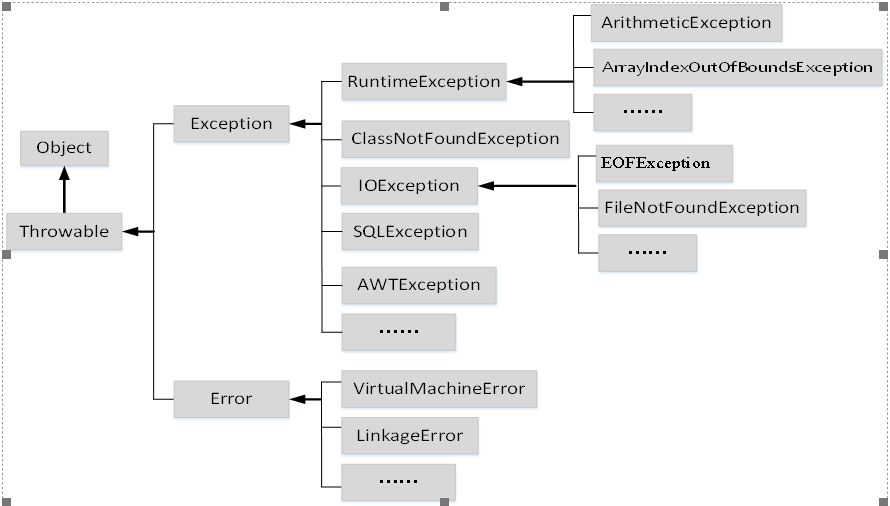 ArithmeticException
RuntimeException
ArrayIndexOutOfBoundsException
……
Exception
ClassNotFoundException
Object
IOException
EOFException
FileNotFoundException
Throwable
SQLException
……
AWTException
……
Error
VirtualMachineError
LinkageError
……